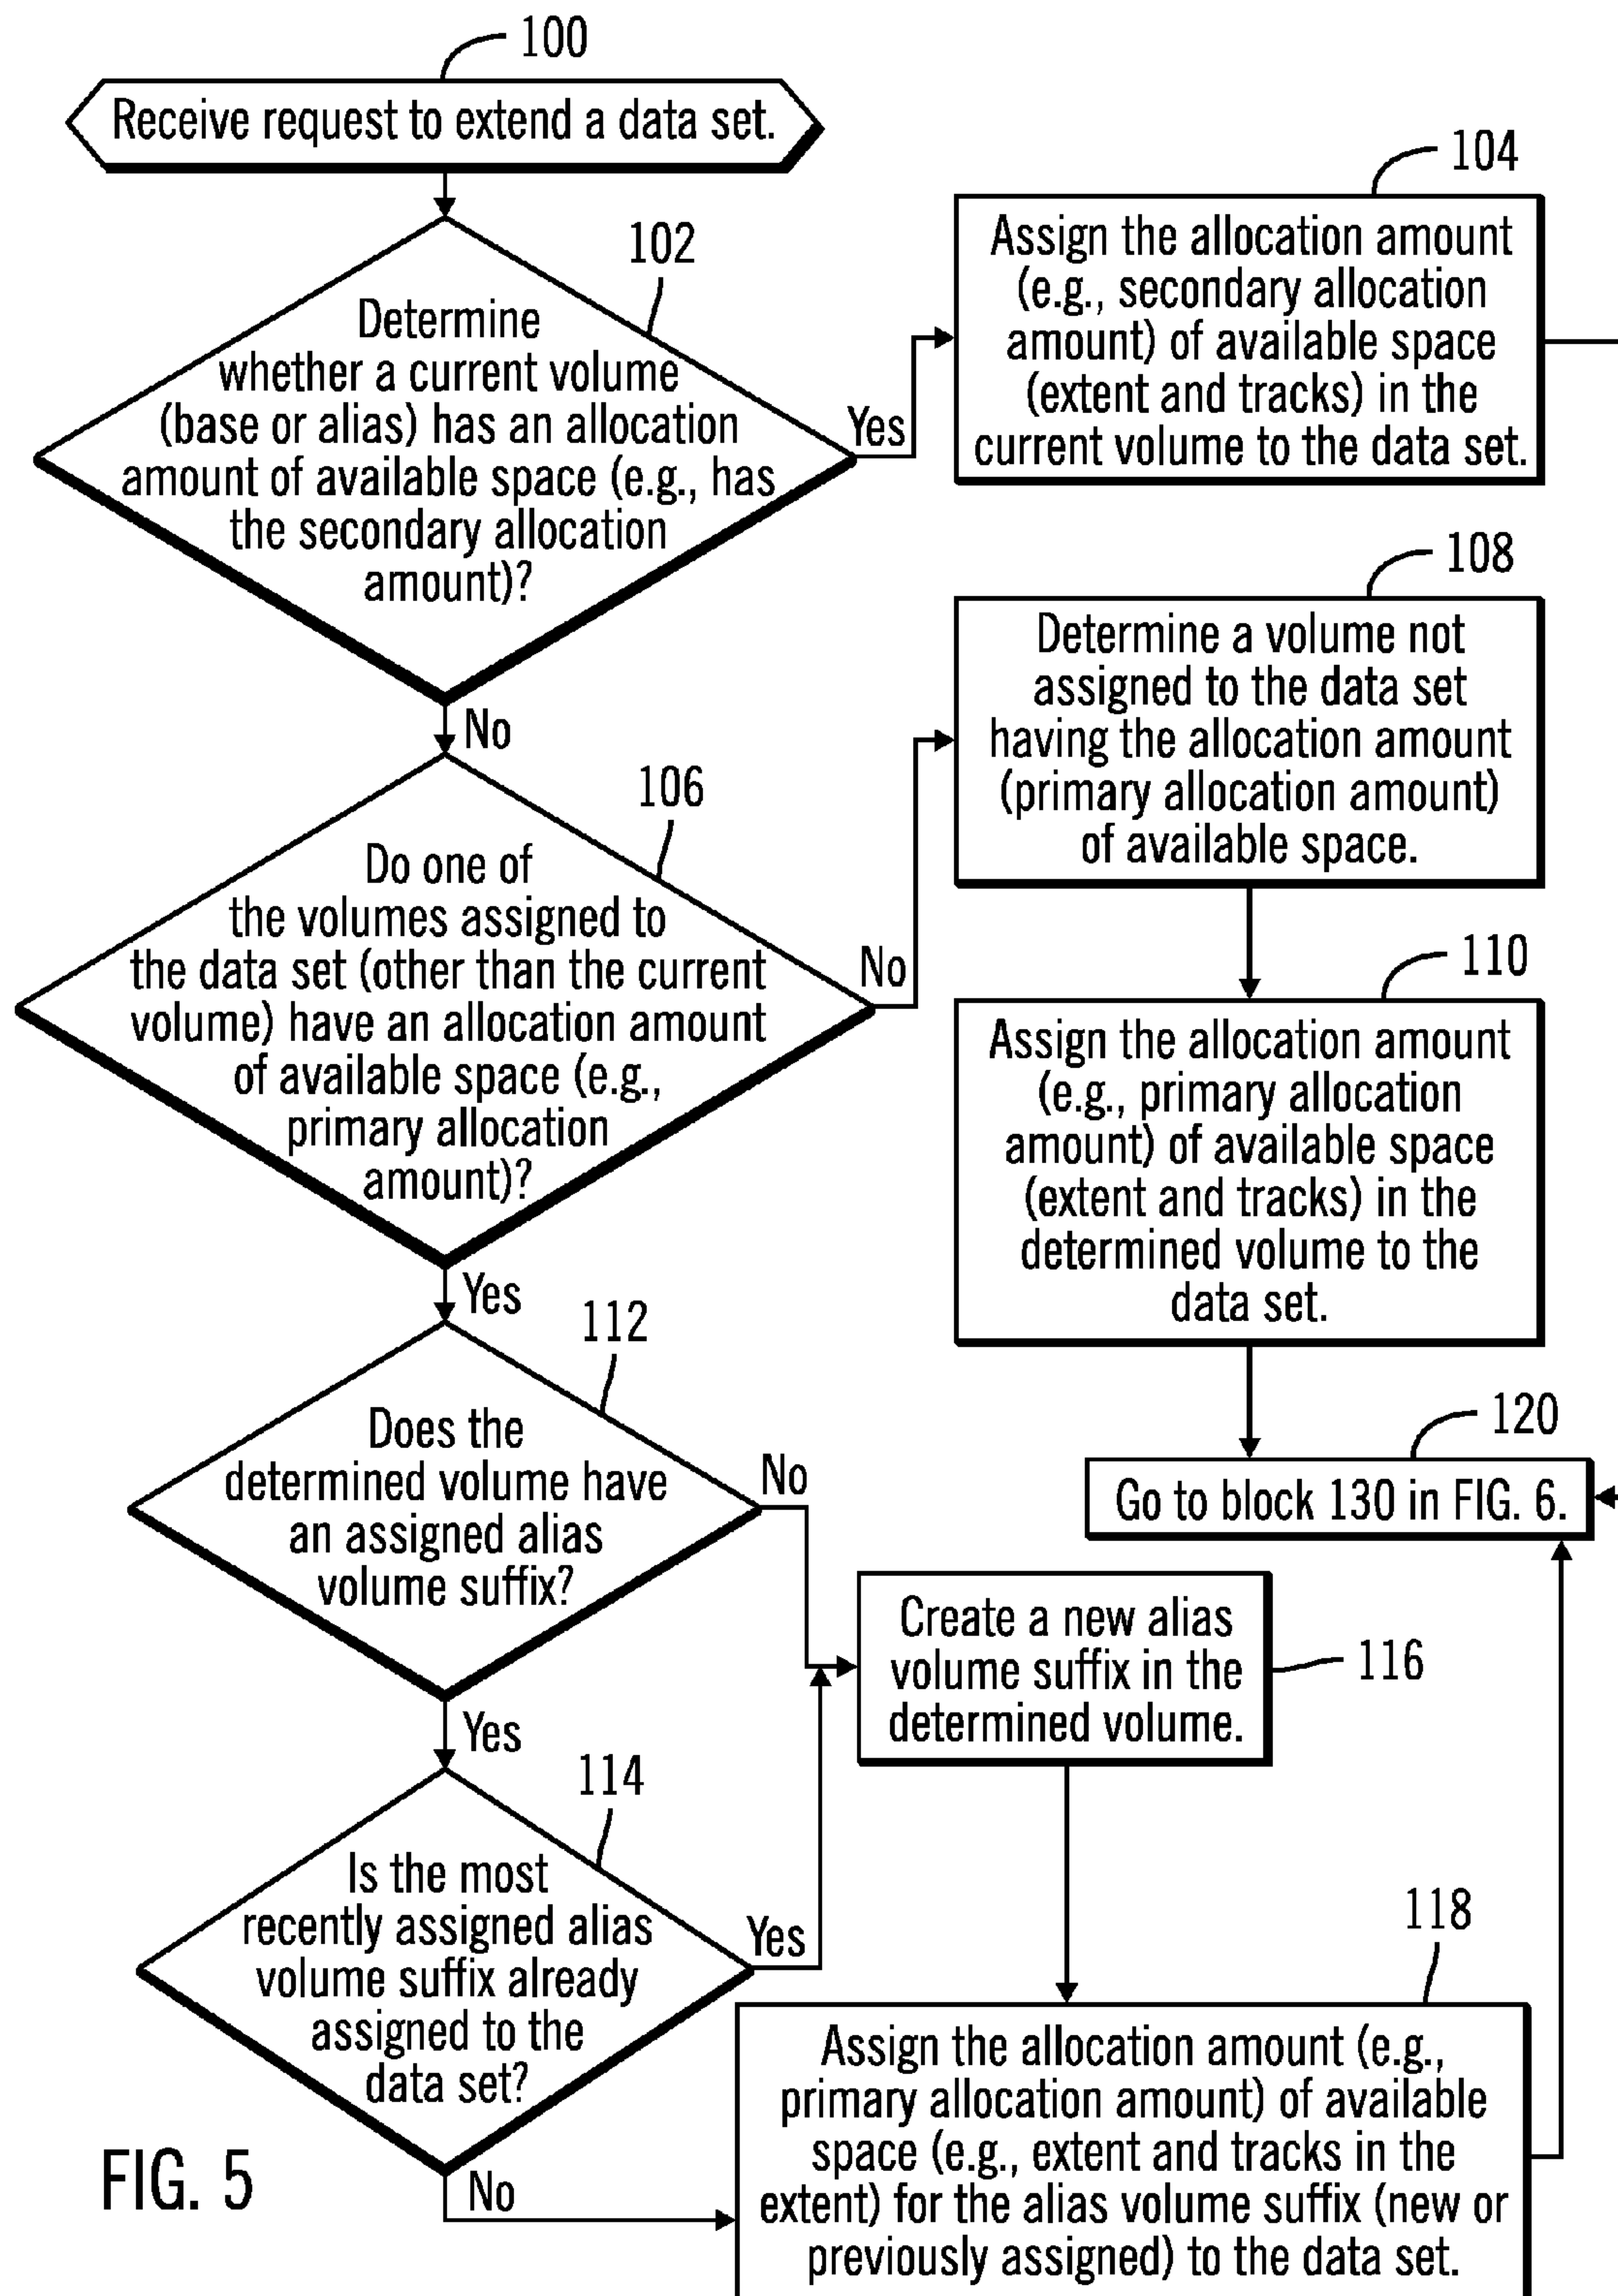 100
Receive request to extend a data set.
102
Determine
whether a current volume
(base or alias) has an allocation
amount of available space (e.g., has
the secondary allocation
amount)?
Yes
104
Assign the allocation amount
(e.g., secondary allocation
amount) of available space
(extent and tracks) in the
current volume to the data set.
No
106
Do one of
the volumes assigned to
the data set (other than the current
volume) have an allocation amount
of available space (e.g.,
primary allocation
amount)?
No
108
Determine a volume not
assigned to the data set
having the allocation amount
(primary allocation amount)
of available space.
110
Assign the allocation amount
(e.g., primary allocation
amount) of available space
(extent and tracks) in the
determined volume to the
data set.
Yes
112
Does the
determined volume have
an assigned alias
volume suffix?
No
120
Go to block 130 in FIG. 6.
Create a new alias
volume suffix in the
determined volume.
116
Yes
114
Is the most
recently assigned alias
volume suffix already
assigned to the
data set?
Yes
118
Assign the allocation amount (e.g.,
primary allocation amount) of available
space (e.g., extent and tracks in the
extent) for the alias volume suffix (new or
previously assigned) to the data set.
No
FIG. 5